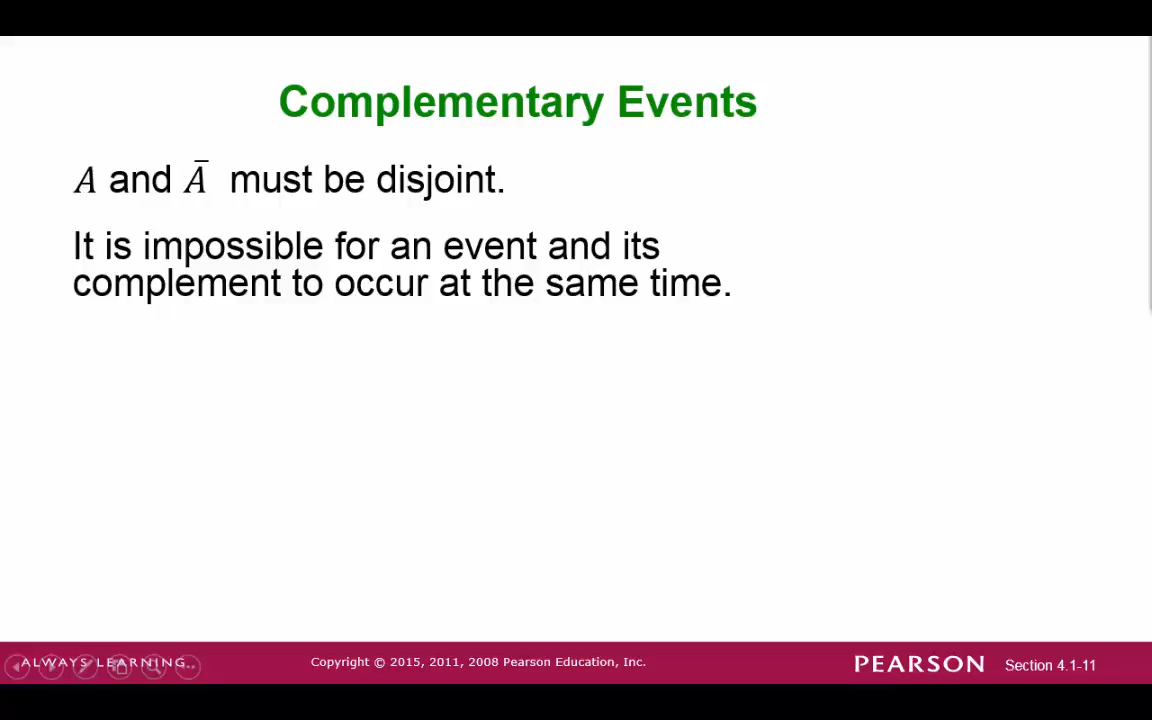 Complementary Events
A and Ā must be disjoint.
It is impossible for an event and its
complement to occur at the same time.
ALWAYS LEARNING
Copyright © 2015, 2011, 2008 Pearson Education, Inc.
PEARSON
Section 4.1-11